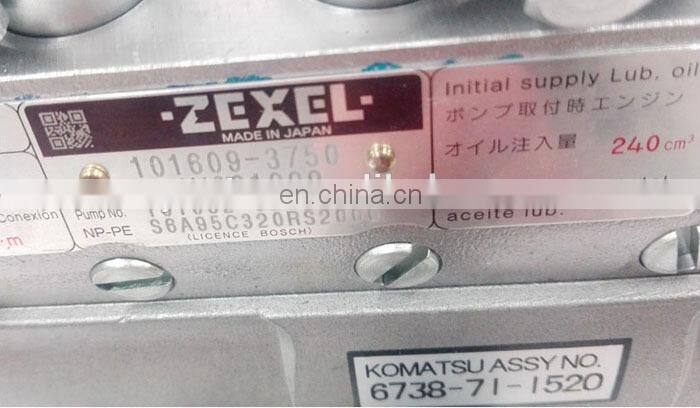 ·ZEXEL·
MADE IN JAPAN
101609-3750
Pump No.
NP-PE S6A95C320RS2001
(LICENCE BOSCH)
Conexión
·m
Initial supply Lub. oil
ポンプ取付時エンジン
オイル注入量 240cm³
aceite lub.
en.china.cn
KOMATSU ASSY NO.
6738-71-1520